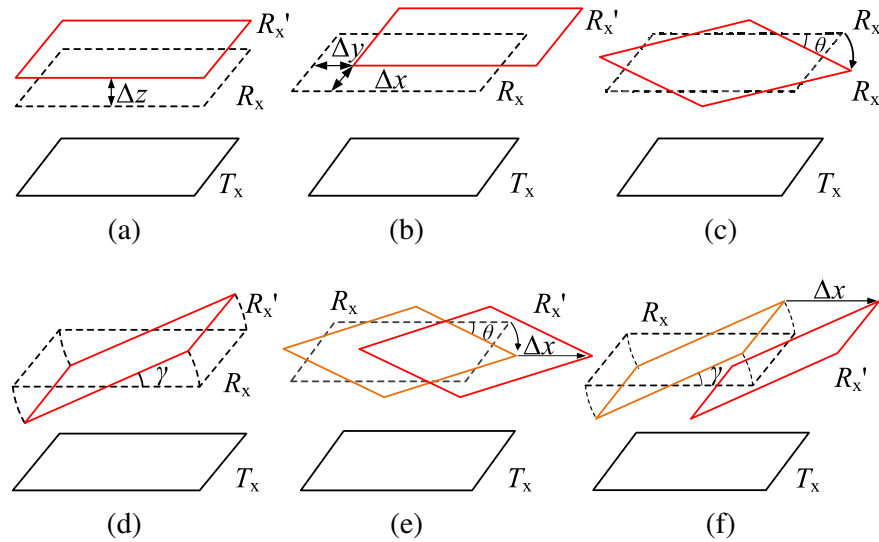 Rx'
Δz
Rx
Tx
(a)
Rx'
Δy
Δx
Rx
Tx
(b)
Rx
θ
Rx
Tx
(c)
Rx'
γ
Rx
Tx
(d)
Rx
Rx'
θ
Δx
Tx
(e)
Δx
Rx
γ
Rx'
Tx
(f)